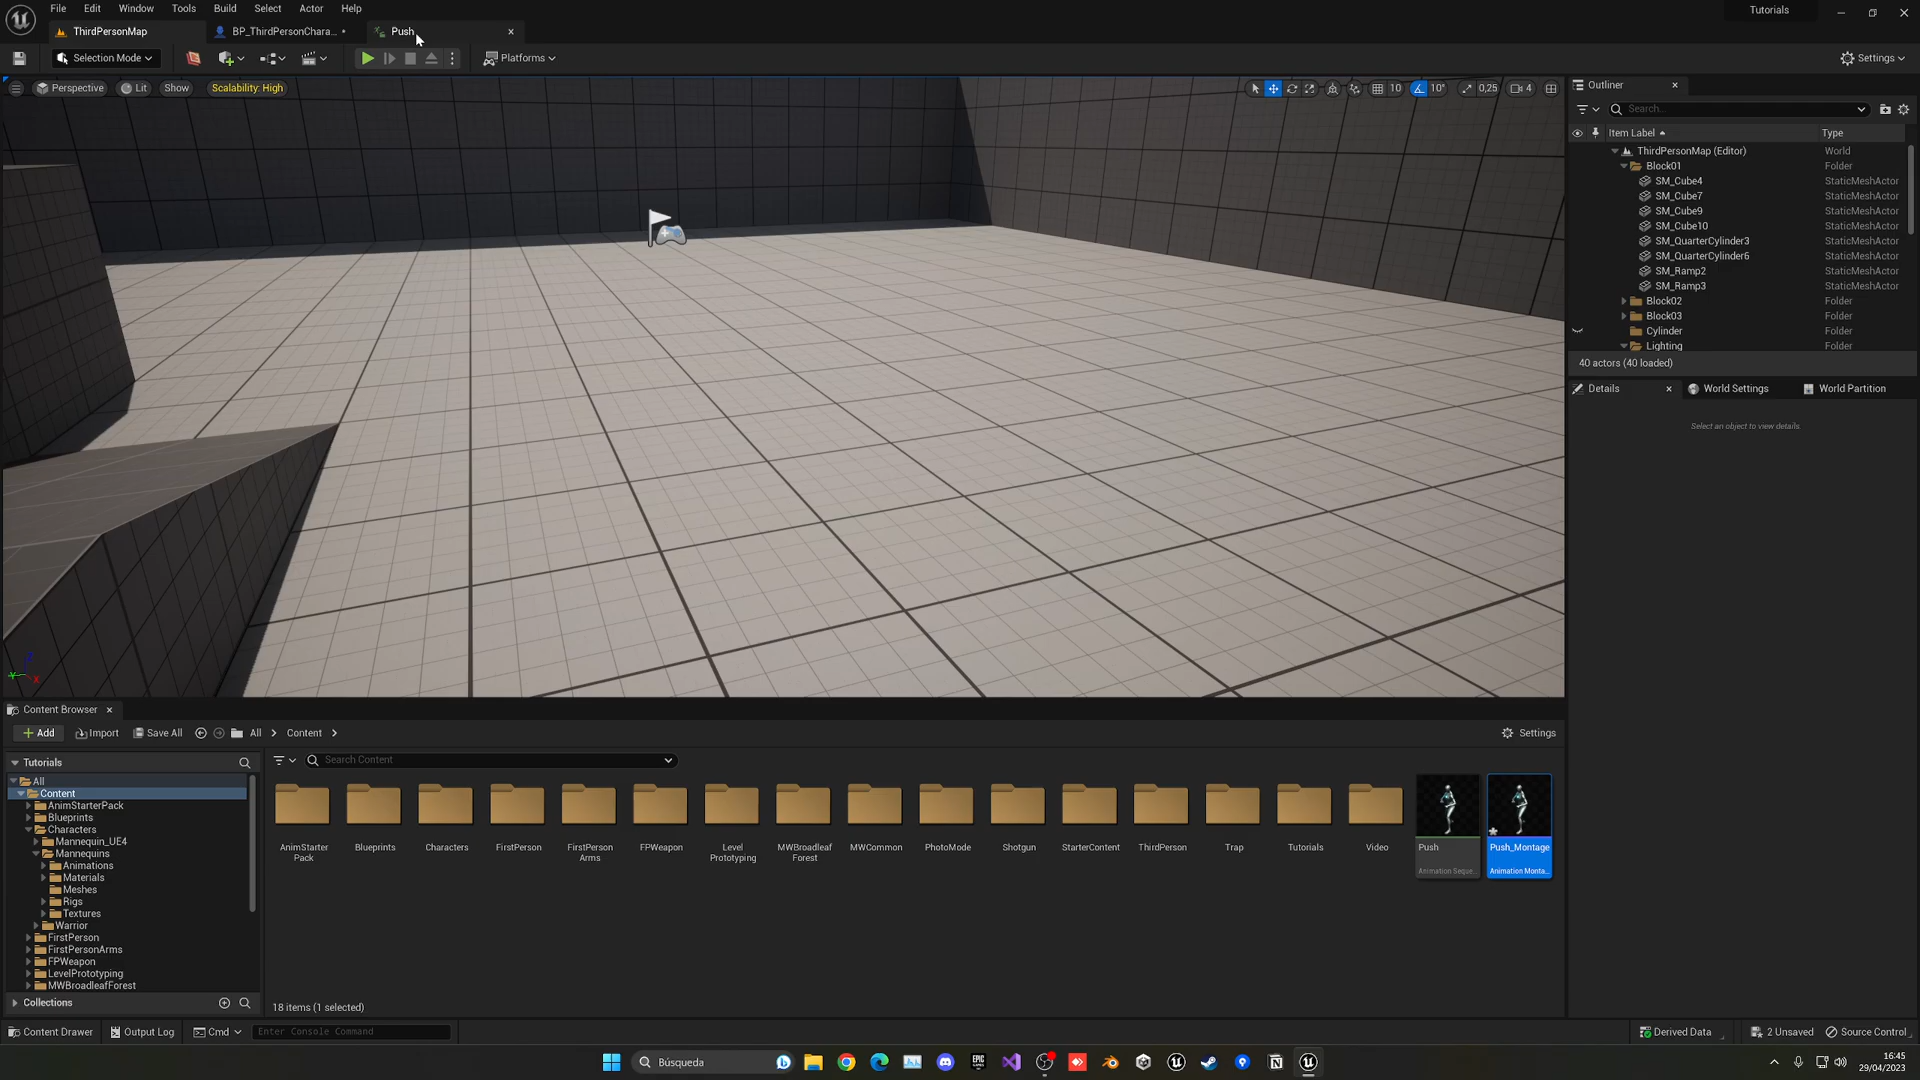 File Edit Window Tools Build Select Actor Help
Tutorials
ThirdPersonMap
BP_ThirdPersonChara...
Push
Selection Mode
Platforms
Settings
Perspective
Lit
Show
Scalability: High
10
10°
0,25
4
Outliner
Search...
Item Label
Type
ThirdPersonMap (Editor) World
Block01 Folder
SM_Cube4 StaticMeshActor
SM_Cube7 StaticMeshActor
SM_Cube9 StaticMeshActor
SM_Cube10 StaticMeshActor
SM_QuarterCylinder3 StaticMeshActor
SM_QuarterCylinder6 StaticMeshActor
SM_Ramp2 StaticMeshActor
SM_Ramp3 StaticMeshActor
Block02 Folder
Block03 Folder
Cylinder Folder
Lighting Folder
40 actors (40 loaded)
Details
World Settings
World Partition
Select an object to view details.
Z
Y
X
Content Browser
Add
Import
Save All
All
Content
Settings
Tutorials
Search Content
All
Content
AnimStarterPack
Blueprints
Characters
Mannequin_UE4
Mannequins
Animations
Materials
Meshes
Rigs
Textures
Warrior
FirstPerson
FirstPersonArms
FPWeapon
LevelPrototyping
MWBroadleafForest
Collections
AnimStarter
Pack
Blueprints
Characters
FirstPerson
FirstPerson
Arms
FPWeapon
Level
Prototyping
MWBroadleaf
Forest
MWCommon
PhotoMode
Shotgun
StarterContent
ThirdPerson
Trap
Tutorials
Video
Push
Animation Seque...
Push_Montage
Animation Monta...
18 items (1 selected)
Content Drawer
Output Log
Cmd
Enter Console Command
Derived Data
2 Unsaved
Source Control
Búsqueda
EPIC
GAMES
16:45
29/04/2023